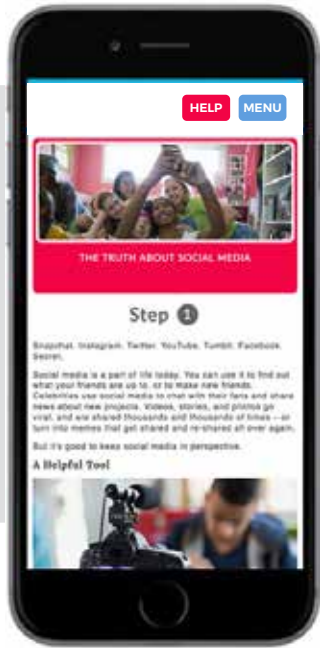 HELP MENU
THE TRUTH ABOUT SOCIAL MEDIA
Step 1
Snapchat. Instagram. Twitter. YouTube. Tumblr. Facebook.
Secret.
Social media is a part of life today. You can use it to find out
what your friends are up to, or to make new friends.
Celebrities use social media to chat with their fans and share
news about new projects. Videos, stories, and photos go
viral, and are shared thousands and thousands of times – or
turn into memes that get shared and re-shared all over again.
But it's good to keep social media in perspective.
A Helpful Tool